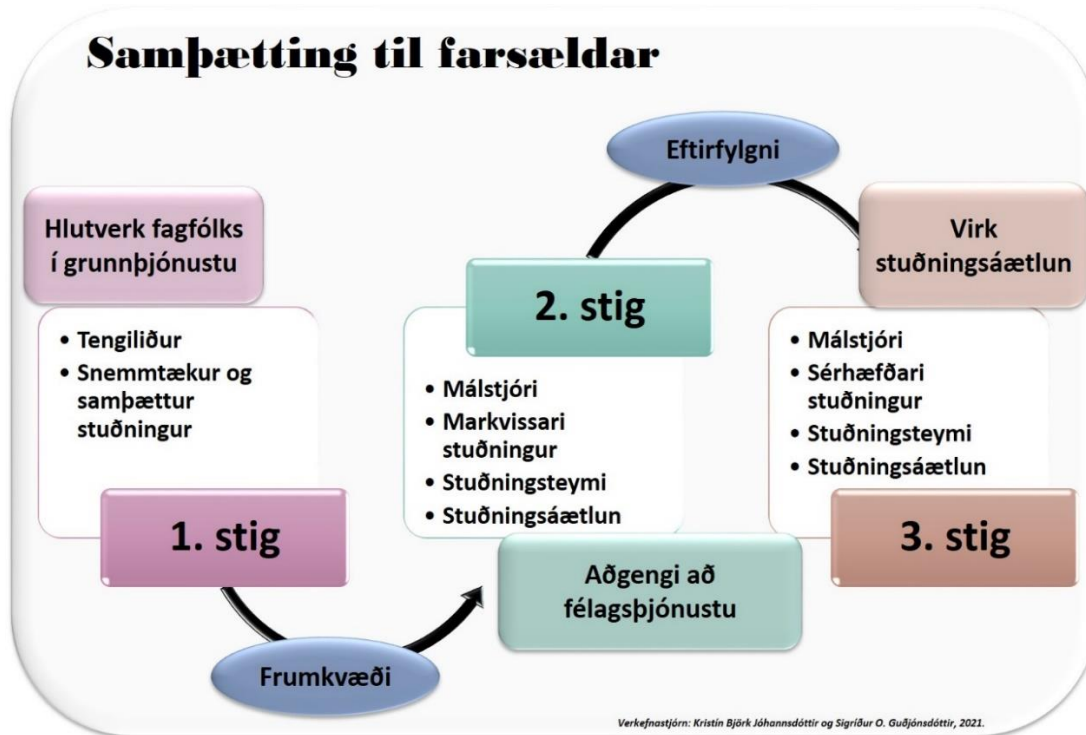 Samþætting til farsældar
Hlutverk fagfólks
í grunnþjónustu
• Tengiliður
• Snemmtækur og
samþættur
stuðningur
1. stig
Frumkvæði
2. stig
• Málstjóri
• Markvissari
stuðningur
• Stuðningsteymi
• Stuðningsáætlun
Aðgengi að
félagsþjónustu
Eftirfylgni
Virk
stuðningsáætlun
• Málstjóri
• Sérhæfðari
stuðningur
• Stuðningsteymi
• Stuðningsáætlun
3. stig
Verkefnastjórn: Kristín Björk Jóhannsdóttir og Sigríður O. Guðjónsdóttir, 2021.